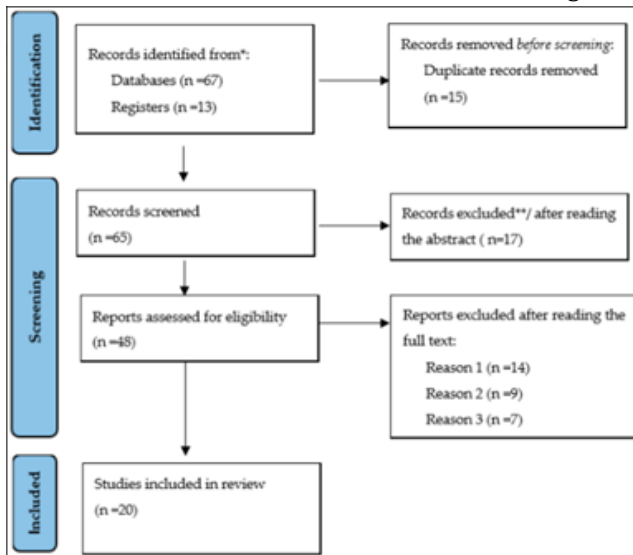 Identification
Records identified from*:
Databases (n =67)
Registers (n =13)
Records removed before screening:
Duplicate records removed
(n =15)
Screening
Records screened
(n =65)
Records excluded**/ after reading
the abstract ( n=17)
Reports assessed for eligibility
(n =48)
Reports excluded after reading the
full text:
Reason 1 (n =14)
Reason 2 (n =9)
Reason 3 (n =7)
Included
Studies included in review
(n =20)